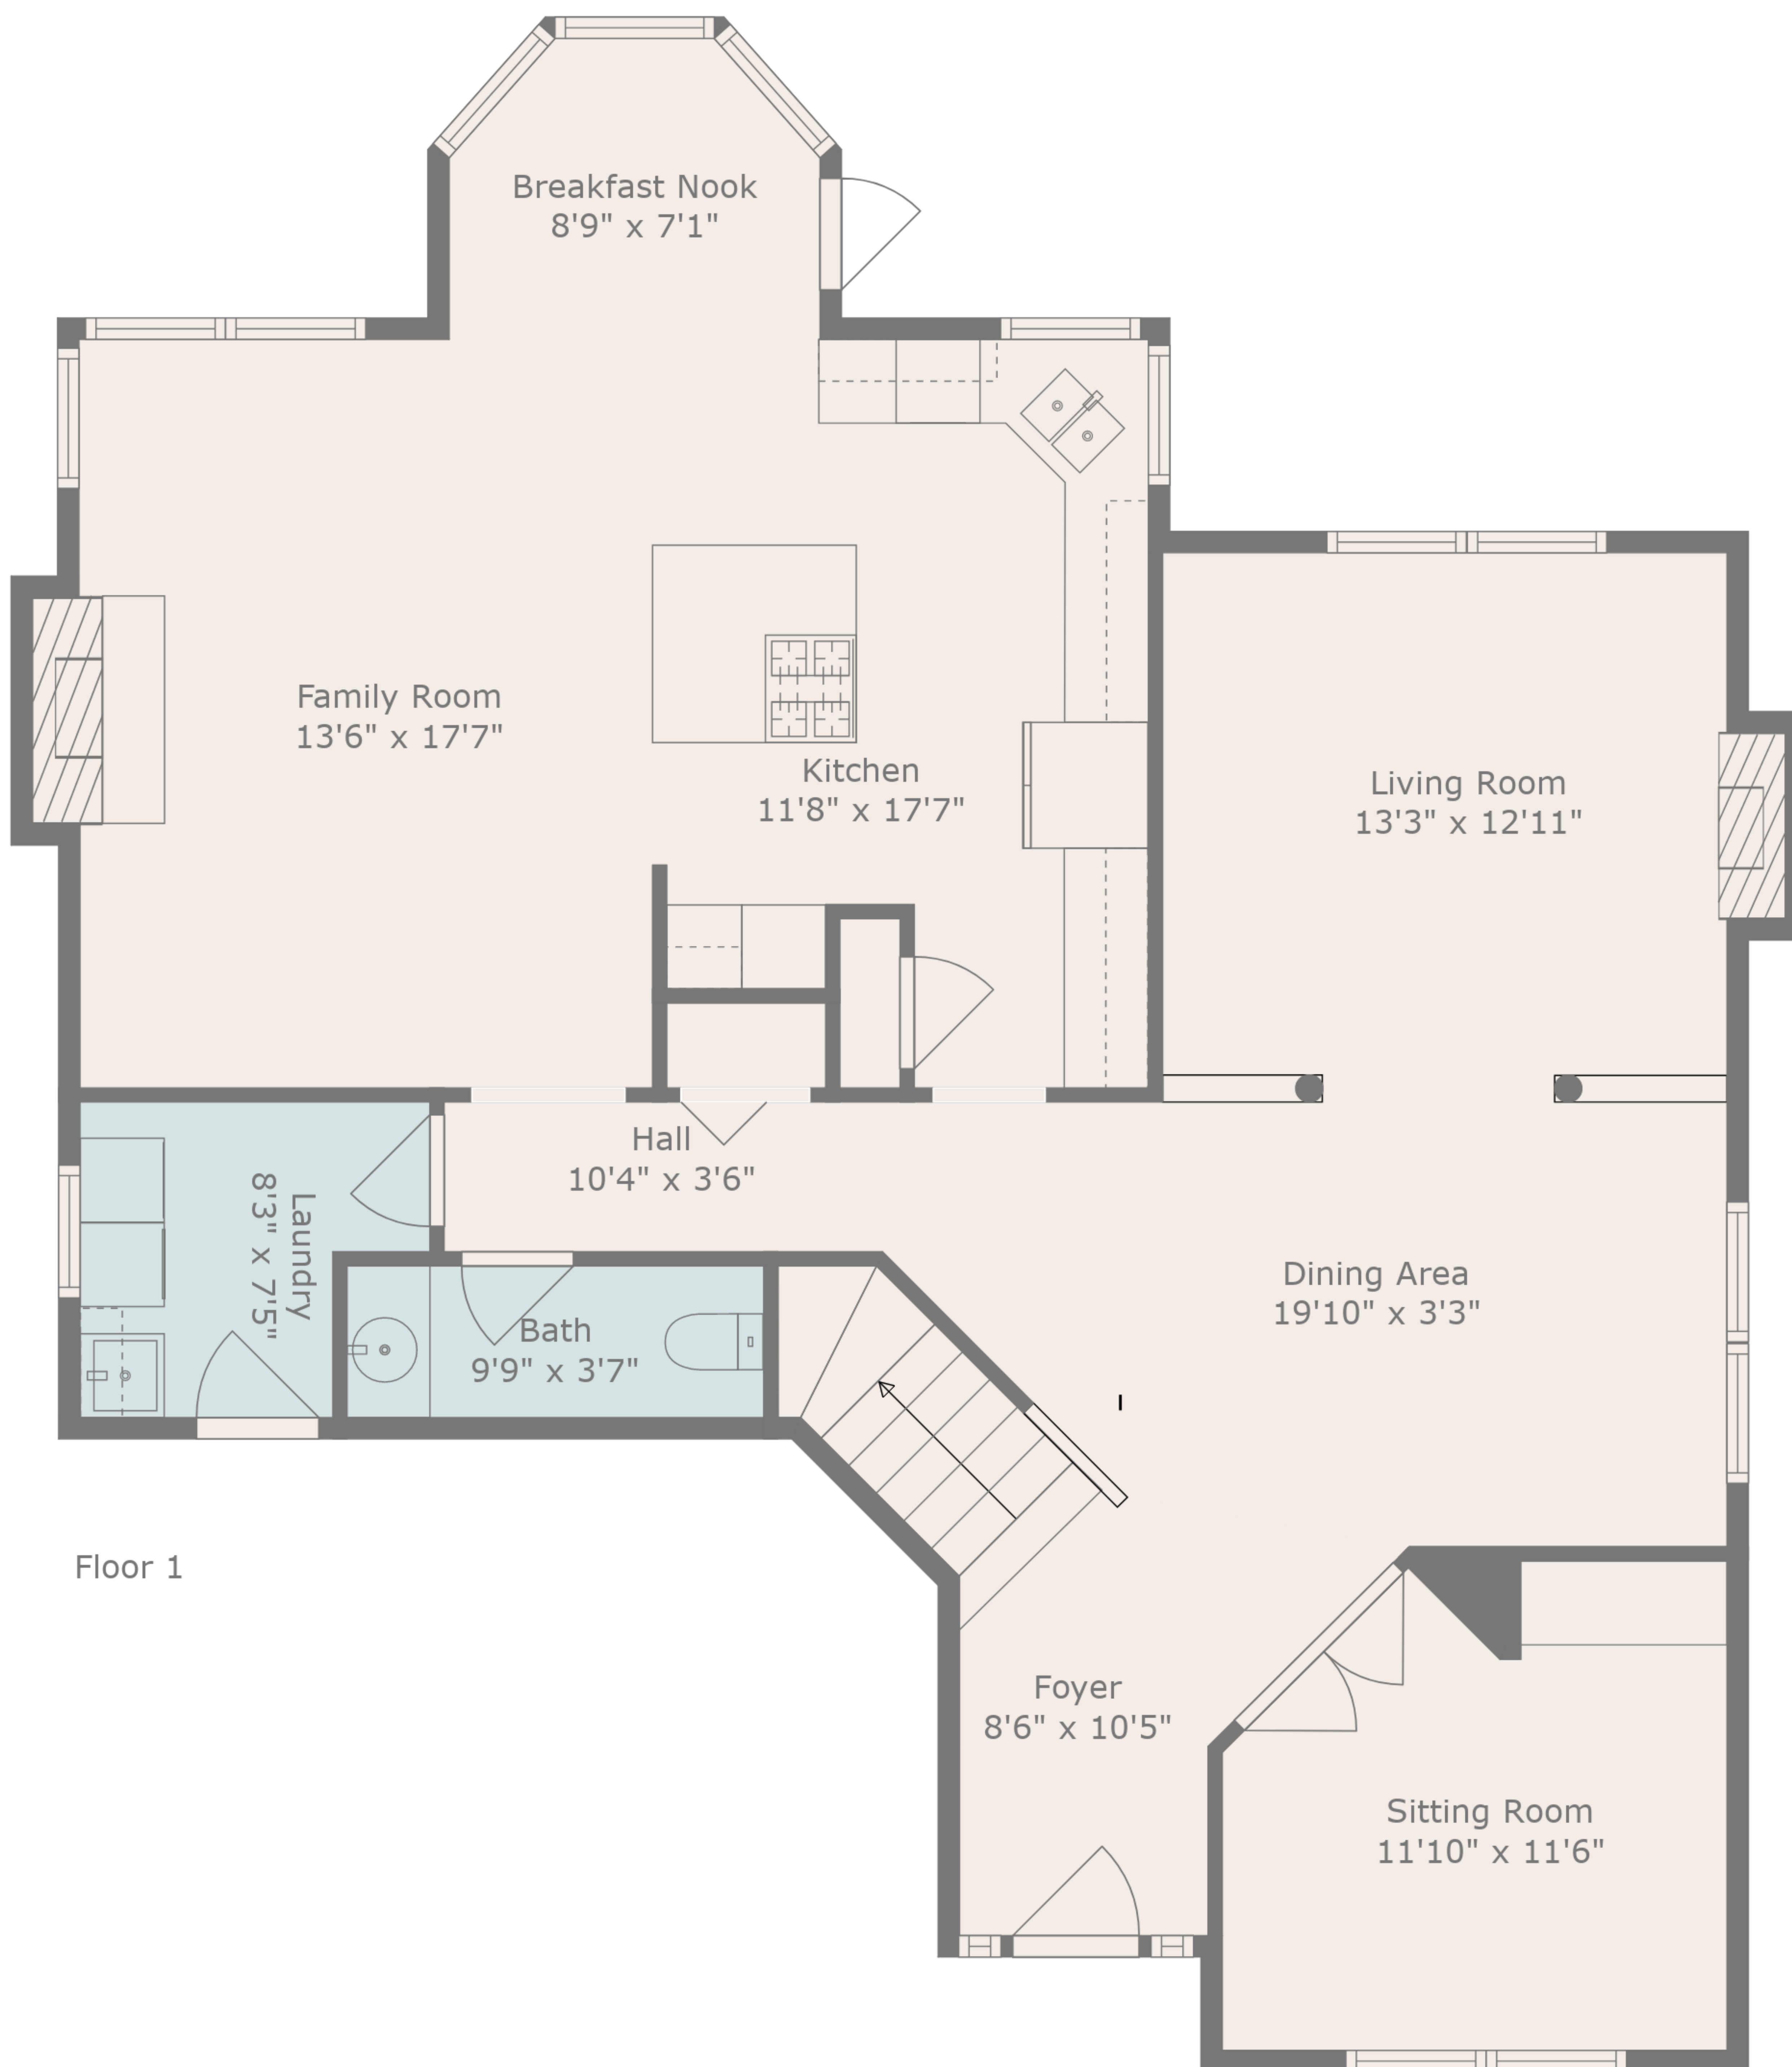 Breakfast Nook
8'9" x 7'1"
Family Room
13'6" x 17'7"
Kitchen
11'8" x 17'7"
Living Room
13'3" x 12'11"
Hall
10'4" x 3'6"
Laundry
8'3" x 7'5"
Bath
9'9" x 3'7"
Dining Area
19'10" x 3'3"
Floor 1
Foyer
8'6" x 10'5"
Sitting Room
11'10" x 11'6"